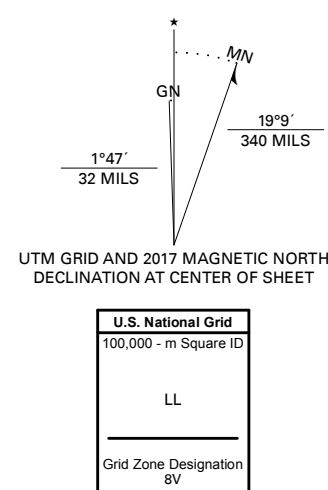 ★
MN
GN
19°9´
340 MILS
1°47´
32 MILS
UTM GRID AND 2017 MAGNETIC NORTH
DECLINATION AT CENTER OF SHEET
U.S. National Grid
100,000 - m Square ID
LL
Grid Zone Designation
8V